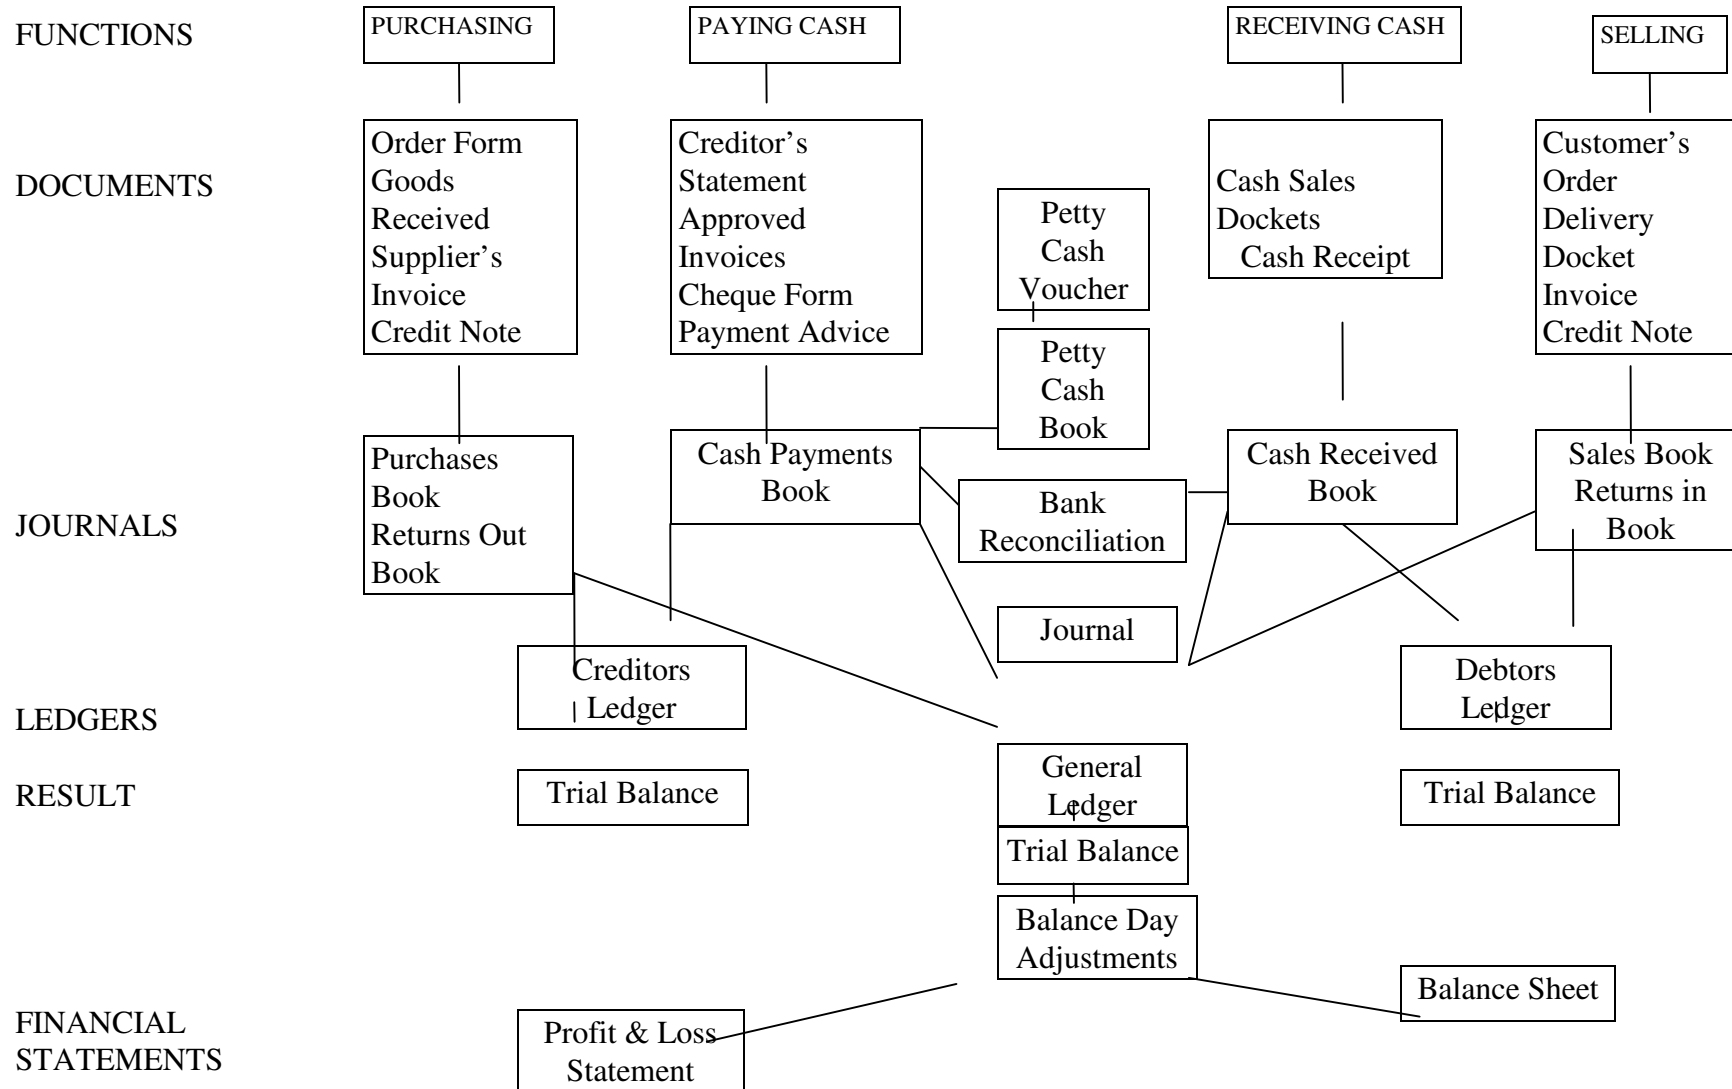 FUNCTIONS
PURCHASING
PAYING CASH
RECEIVING CASH
SELLING
DOCUMENTS
Order Form
Goods
Received
Supplier’s
Invoice
Credit Note
Creditor’s
Statement
Approved
Invoices
Cheque Form
Payment Advice
Petty
Cash
Voucher
Petty
Cash
Book
Cash Sales
Dockets
Cash Receipt
Customer’s
Order
Delivery
Docket
Invoice
Credit Note
JOURNALS
Purchases
Book
Returns Out
Book
Cash Payments
Book
Bank
Reconciliation
Journal
Cash Received
Book
Sales Book
Returns in
Book
LEDGERS
Creditors
Ledger
General
Ledger
Debtors
Ledger
RESULT
Trial Balance
Trial Balance
Trial Balance
Balance Day
Adjustments
FINANCIAL
STATEMENTS
Profit & Loss
Statement
Balance Sheet